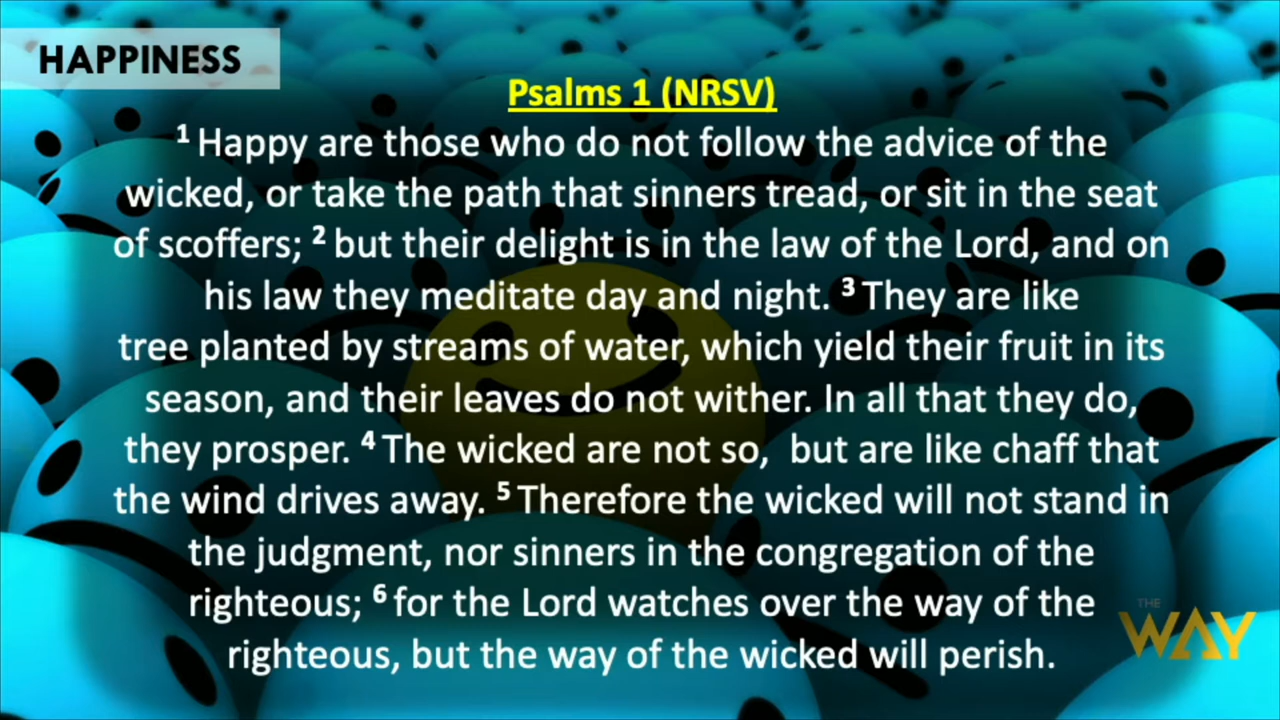 HAPPINESS
Psalms 1 (NRSV)
1 Happy are those who do not follow the advice of the
wicked, or take the path that sinners tread, or sit in the seat
of scoffers; 2 but their delight is in the law of the Lord, and on
his law they meditate day and night. 3 They are like
tree planted by streams of water, which yield their fruit in its
season, and their leaves do not wither. In all that they do,
they prosper. 4 The wicked are not so,  but are like chaff that
the wind drives away. 5 Therefore the wicked will not stand in
the judgment, nor sinners in the congregation of the
righteous; 6 for the Lord watches over the way of the
righteous, but the way of the wicked will perish.
THE
WAY